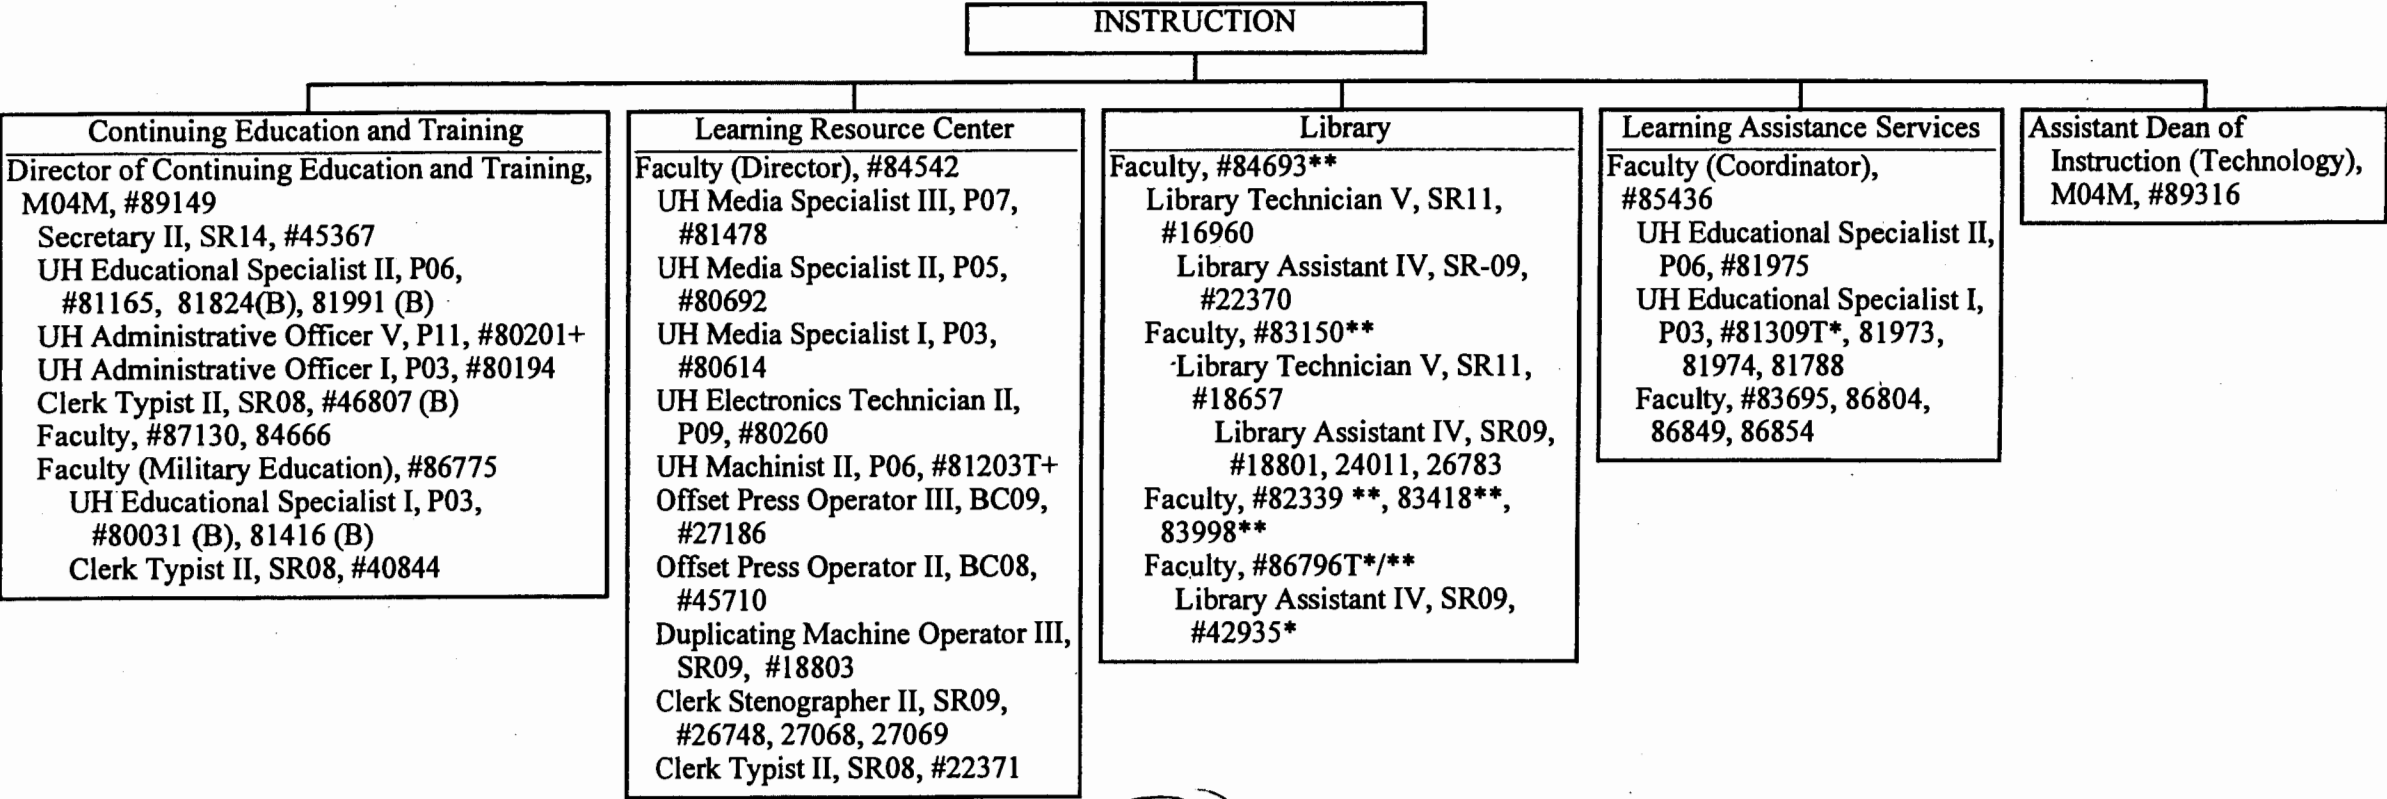 INSTRUCTION
Continuing Education and Training
Director of Continuing Education and Training,
M04M, #89149
Secretary II, SR14, #45367
UH Educational Specialist II, P06,
#81165, 81824(B), 81991 (B)
UH Administrative Officer V, P11, #80201+
UH Administrative Officer I, P03, #80194
Clerk Typist II, SR08, #46807 (B)
Faculty, #87130, 84666
Faculty (Military Education), #86775
UH Educational Specialist I, P03,
#80031 (B), 81416 (B)
Clerk Typist II, SR08, #40844
Learning Resource Center
Faculty (Director), #84542
UH Media Specialist III, P07,
#81478
UH Media Specialist II, P05,
#80692
UH Media Specialist I, P03,
#80614
UH Electronics Technician II,
P09, #80260
UH Machinist II, P06, #81203T+
Offset Press Operator III, BC09,
#27186
Offset Press Operator II, BC08,
#45710
Duplicating Machine Operator III,
SR09, #18803
Clerk Stenographer II, SR09,
#26748, 27068, 27069
Clerk Typist II, SR08, #22371
Library
Faculty, #84693**
Library Technician V, SR11,
#16960
Library Assistant IV, SR-09,
#22370
Faculty, #83150**
Library Technician V, SR11,
#18657
Library Assistant IV, SR09,
#18801, 24011, 26783
Faculty, #82339 **, 83418**,
83998**
Faculty, #86796T*/**
Library Assistant IV, SR09,
#42935*
Learning Assistance Services
Faculty (Coordinator),
#85436
UH Educational Specialist II,
P06, #81975
UH Educational Specialist I,
P03, #81309T*, 81973,
81974, 81788
Faculty, #83695, 86804,
86849, 86854
Assistant Dean of
Instruction (Technology),
M04M, #89316